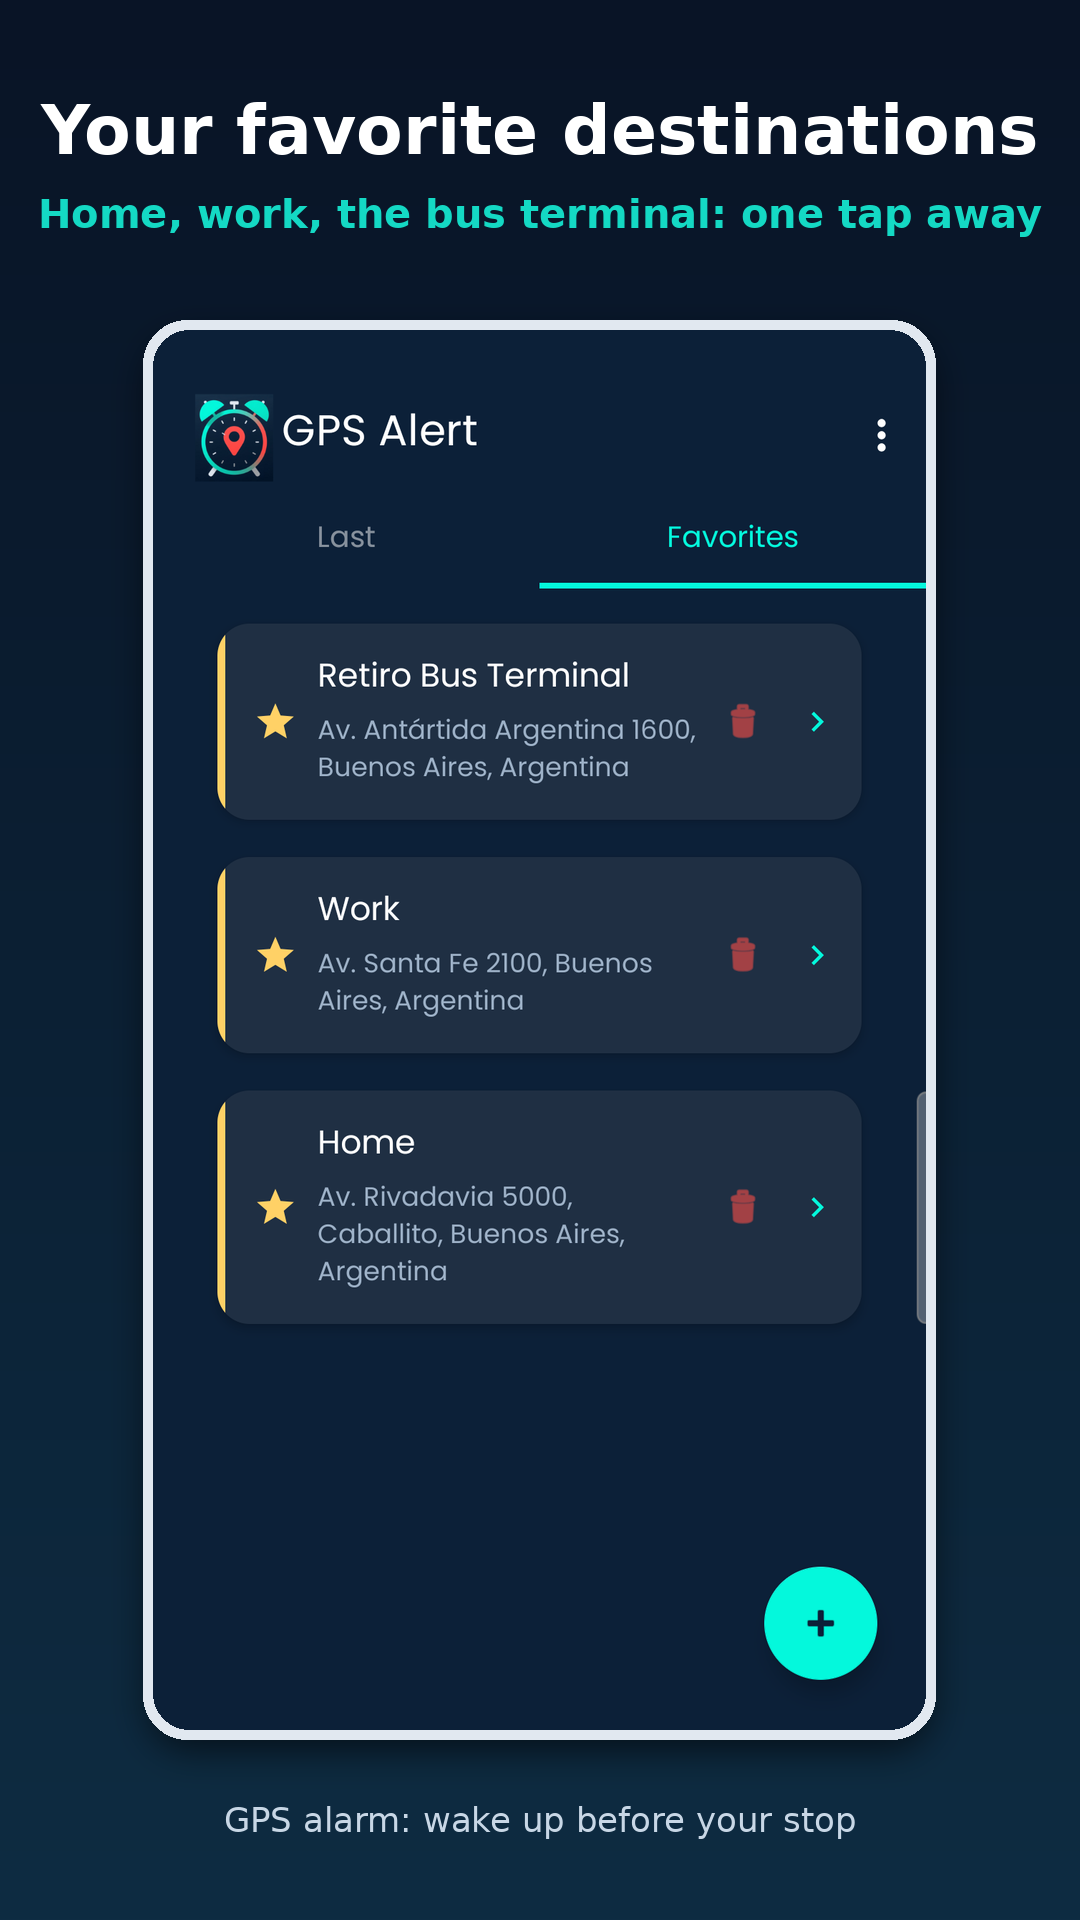 Your favorite destinations
Home, work, the bus terminal: one tap away
GPS Alert
Last
Favorites
Retiro Bus Terminal
Av. Antártida Argentina 1600,
Buenos Aires, Argentina
Work
Av. Santa Fe 2100, Buenos
Aires, Argentina
Home
Av. Rivadavia 5000,
Caballito, Buenos Aires,
Argentina
GPS alarm: wake up before your stop